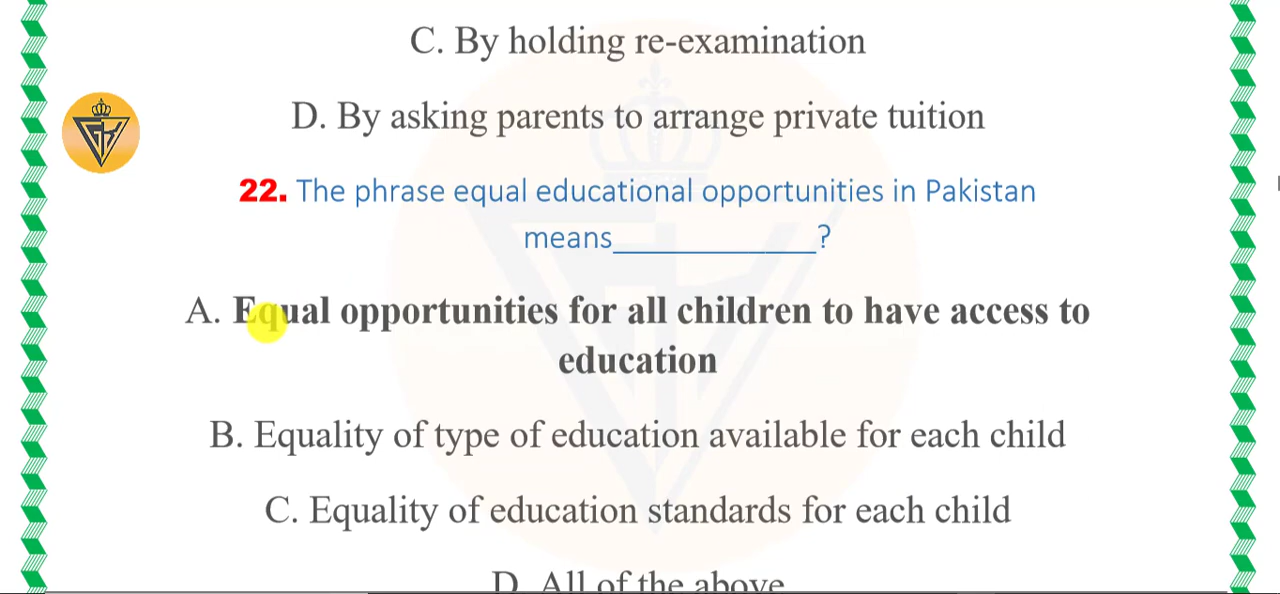 C. By holding re-examination
D. By asking parents to arrange private tuition
22. The phrase equal educational opportunities in Pakistan
means____________?
A. Equal opportunities for all children to have access to
education
B. Equality of type of education available for each child
C. Equality of education standards for each child
D. All of the above